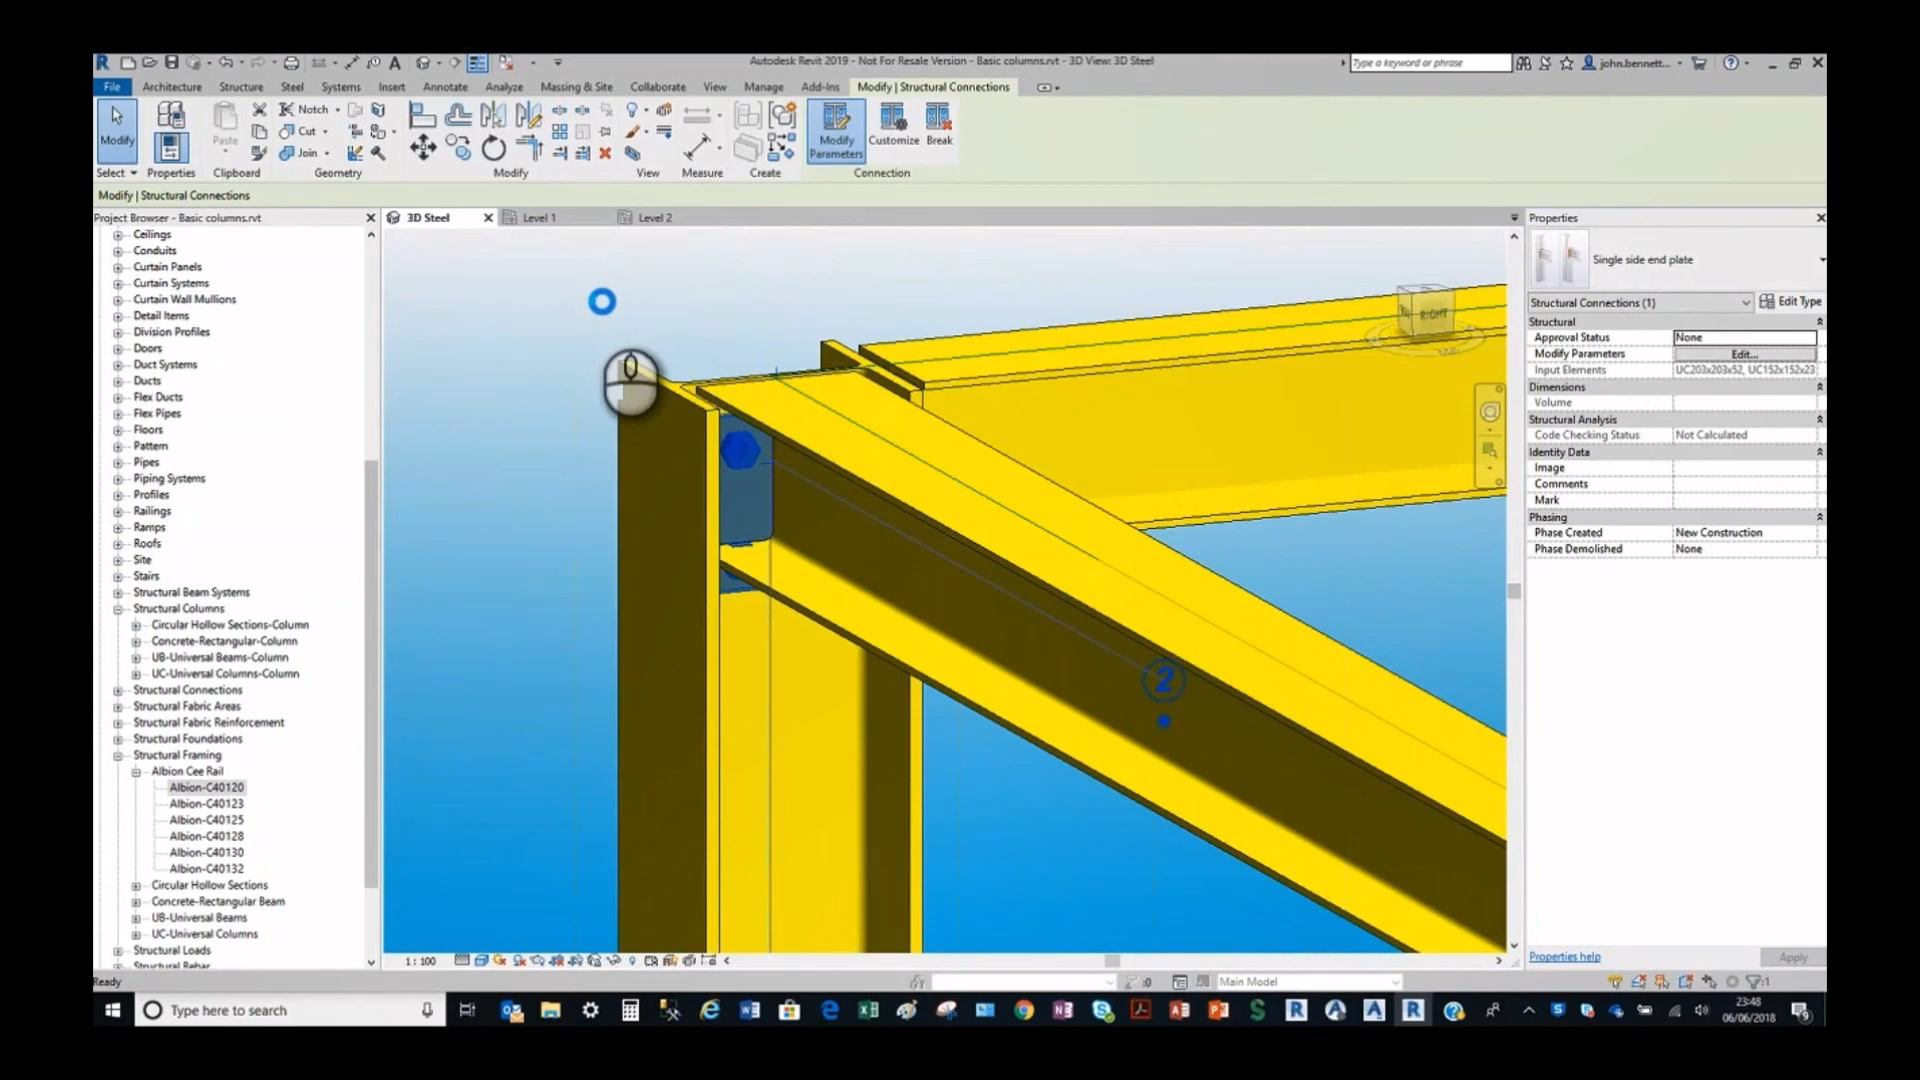 Autodesk Revit 2019 - Not For Resale Version - Basic columns.rvt - 3D View: 3D Steel
Type a keyword or phrase
john.bennett...
File Architecture Structure Steel Systems Insert Annotate Analyze Massing & Site Collaborate View Manage Add-Ins Modify | Structural Connections
Modify
Paste
Notch
Cut
Join
Modify Parameters
Customize
Break
Select Properties Clipboard Geometry Modify View Measure Create Connection
Modify | Structural Connections
Project Browser - Basic columns.rvt
3D Steel
Level 1
Level 2
Ceilings
Conduits
Curtain Panels
Curtain Systems
Curtain Wall Mullions
Detail Items
Division Profiles
Doors
Duct Systems
Ducts
Flex Ducts
Flex Pipes
Floors
Pattern
Pipes
Piping Systems
Profiles
Railings
Ramps
Roofs
Site
Stairs
Structural Beam Systems
Structural Columns
Circular Hollow Sections-Column
Concrete-Rectangular-Column
UB-Universal Beams-Column
UC-Universal Columns-Column
Structural Connections
Structural Fabric Areas
Structural Fabric Reinforcement
Structural Foundations
Structural Framing
Albion Cee Rail
Albion-C40120
Albion-C40123
Albion-C40125
Albion-C40128
Albion-C40130
Albion-C40132
Circular Hollow Sections
Concrete-Rectangular Beam
UB-Universal Beams
UC-Universal Columns
Structural Loads
Structural Rebar
RIGHT
2
Properties
Single side end plate
Structural Connections (1)
Edit Type
Structural
Approval Status None
Modify Parameters Edit...
Input Elements UC203x203x52, UC152x152x23
Dimensions
Volume
Structural Analysis
Code Checking Status Not Calculated
Identity Data
Image
Comments
Mark
Phasing
Phase Created New Construction
Phase Demolished None
Properties help
Apply
1 : 100
Ready
:0
Main Model
:1
Type here to search
23:48
06/06/2018